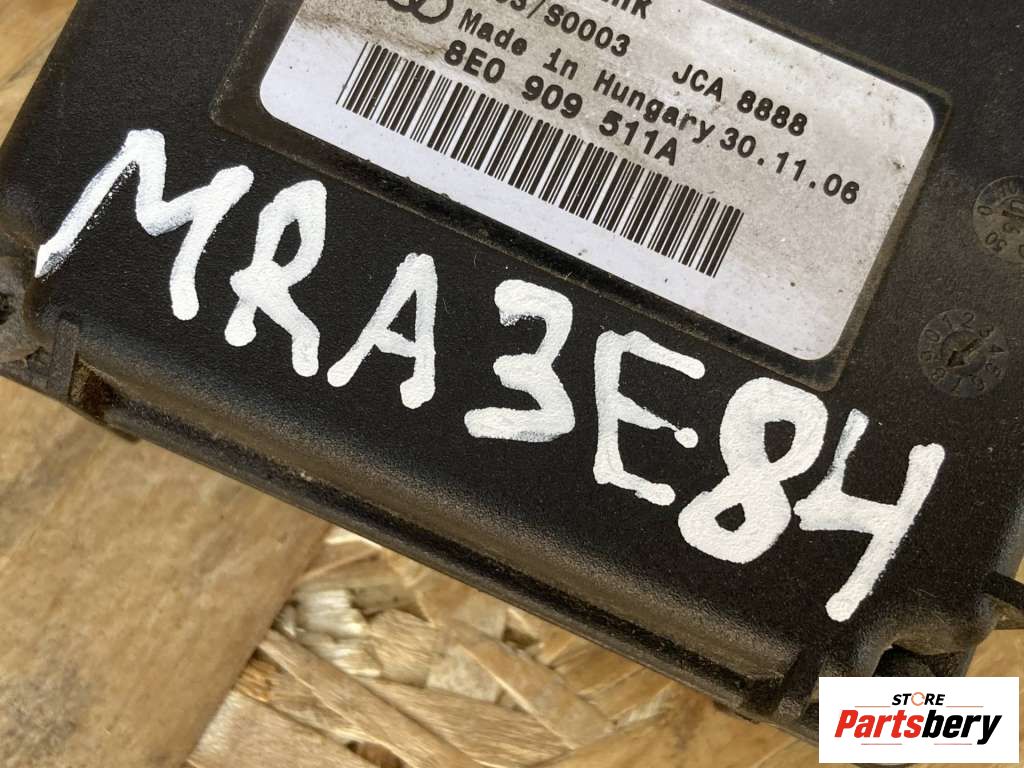 /S0003 JCA 8888
Made in Hungary 30.11.06
8E0 909 511A
MRA3E84
STORE
Partsbery